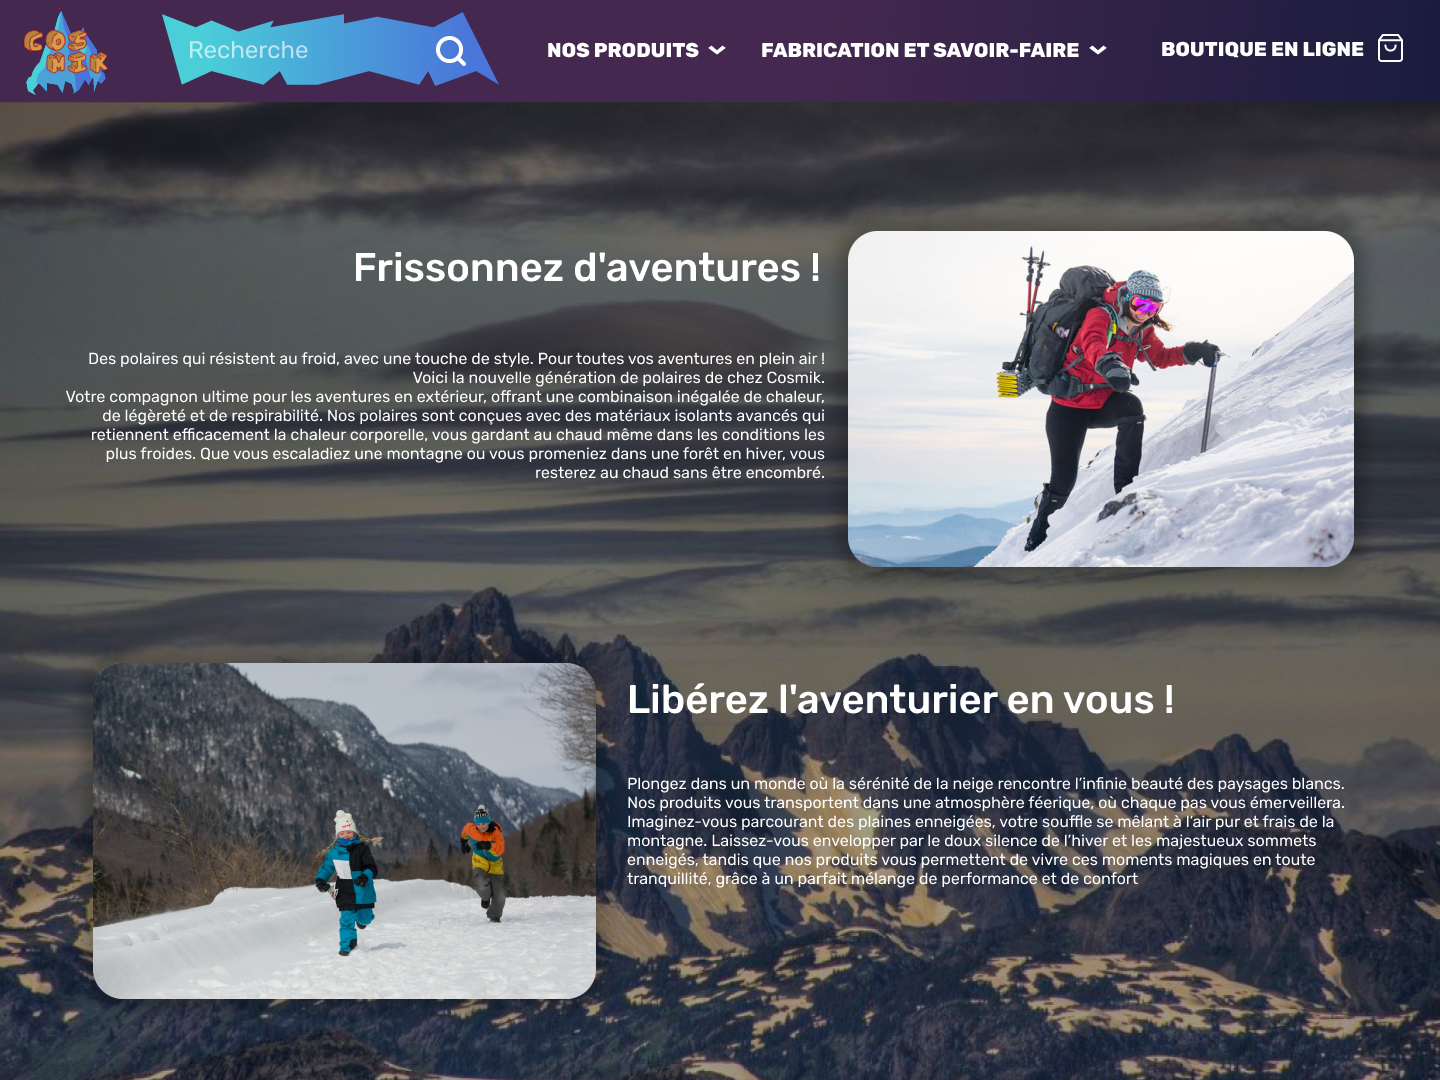 COS
MIK
Recherche
NOS PRODUITS
FABRICATION ET SAVOIR-FAIRE
BOUTIQUE EN LIGNE
Frissonnez d'aventures !
Des polaires qui résistent au froid, avec une touche de style. Pour toutes vos aventures en plein air !
Voici la nouvelle génération de polaires de chez Cosmik.
Votre compagnon ultime pour les aventures en extérieur, offrant une combinaison inégalée de chaleur,
de légèreté et de respirabilité. Nos polaires sont conçues avec des matériaux isolants avancés qui
retiennent efficacement la chaleur corporelle, vous gardant au chaud même dans les conditions les
plus froides. Que vous escaladiez une montagne ou vous promeniez dans une forêt en hiver, vous
resterez au chaud sans être encombré.
Libérez l'aventurier en vous !
Plongez dans un monde où la sérénité de la neige rencontre l’infinie beauté des paysages blancs.
Nos produits vous transportent dans une atmosphère féerique, où chaque pas vous émerveillera.
Imaginez-vous parcourant des plaines enneigées, votre souffle se mêlant à l’air pur et frais de la
montagne. Laissez-vous envelopper par le doux silence de l’hiver et les majestueux sommets
enneigés, tandis que nos produits vous permettent de vivre ces moments magiques en toute
tranquillité, grâce à un parfait mélange de performance et de confort